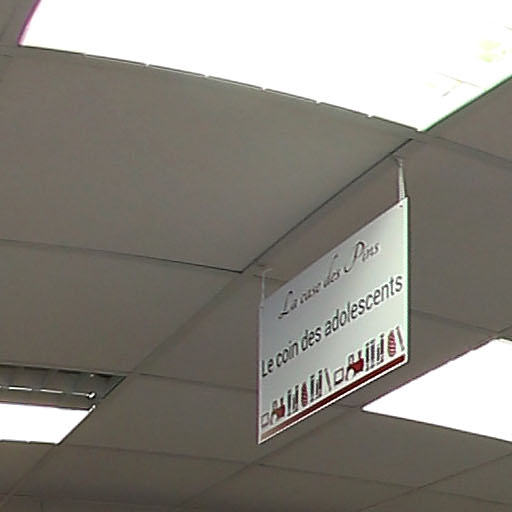 La case des Pins
Le coin des adolescents